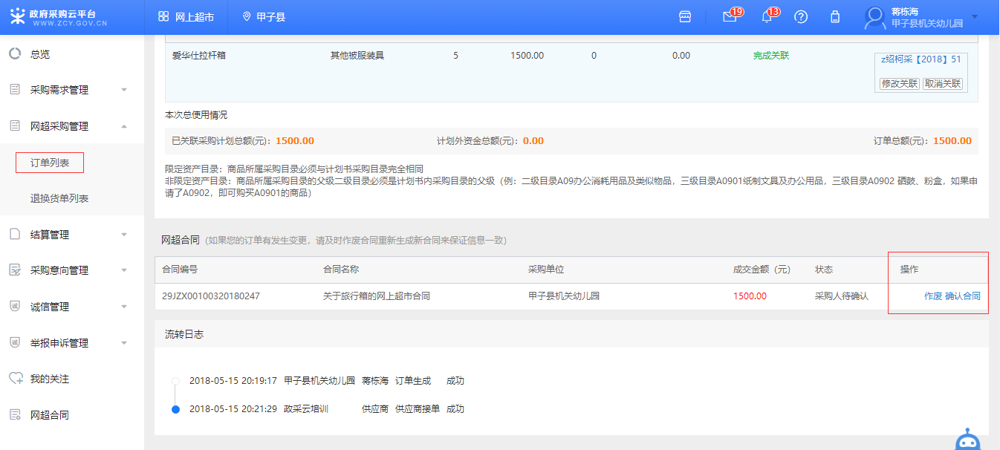 政府采购云平台
WWW.ZCY.GOV.CN
网上超市
甲子县
19
13
蒋栋海
甲子县机关幼儿园
总览
采购需求管理
网超采购管理
订单列表
退换货单列表
结算管理
采购意向管理
诚信管理
举报申诉管理
我的关注
网超合同
爱华仕拉杆箱 其他被服装具 5 1500.00 0 0.00 完成关联
z绍柯采【2018】51
修改关联 取消关联
本次总使用情况
已关联采购计划总额(元): 1500.00 计划外资金总额(元): 0.00 订单总额(元): 1500.00
限定资产目录：商品所属采购目录必须与计划书采购目录完全相同
非限定资产目录：商品所属采购目录的父级二级目录必须是计划书内采购目录的父级（例：二级目录A09办公消耗用品及类似物品，三级目录A0901纸制文具及办公用品，三级目录A0902 硒鼓、粉盒，如果申
请了A0902，即可购买A0901的商品）
网超合同（如果您的订单有发生变更，请及时作废合同重新生成新合同来保证信息一致）
合同编号 合同名称 采购单位 成交金额（元） 状态 操作
29JZX00100320180247 关于旅行箱的网上超市合同 甲子县机关幼儿园 1500.00 采购人待确认 作废 确认合同
流转日志
2018-05-15 20:19:17 甲子县机关幼儿园 蒋栋海 订单生成 成功
2018-05-15 20:21:29 政采云培训 供应商 供应商接单 成功